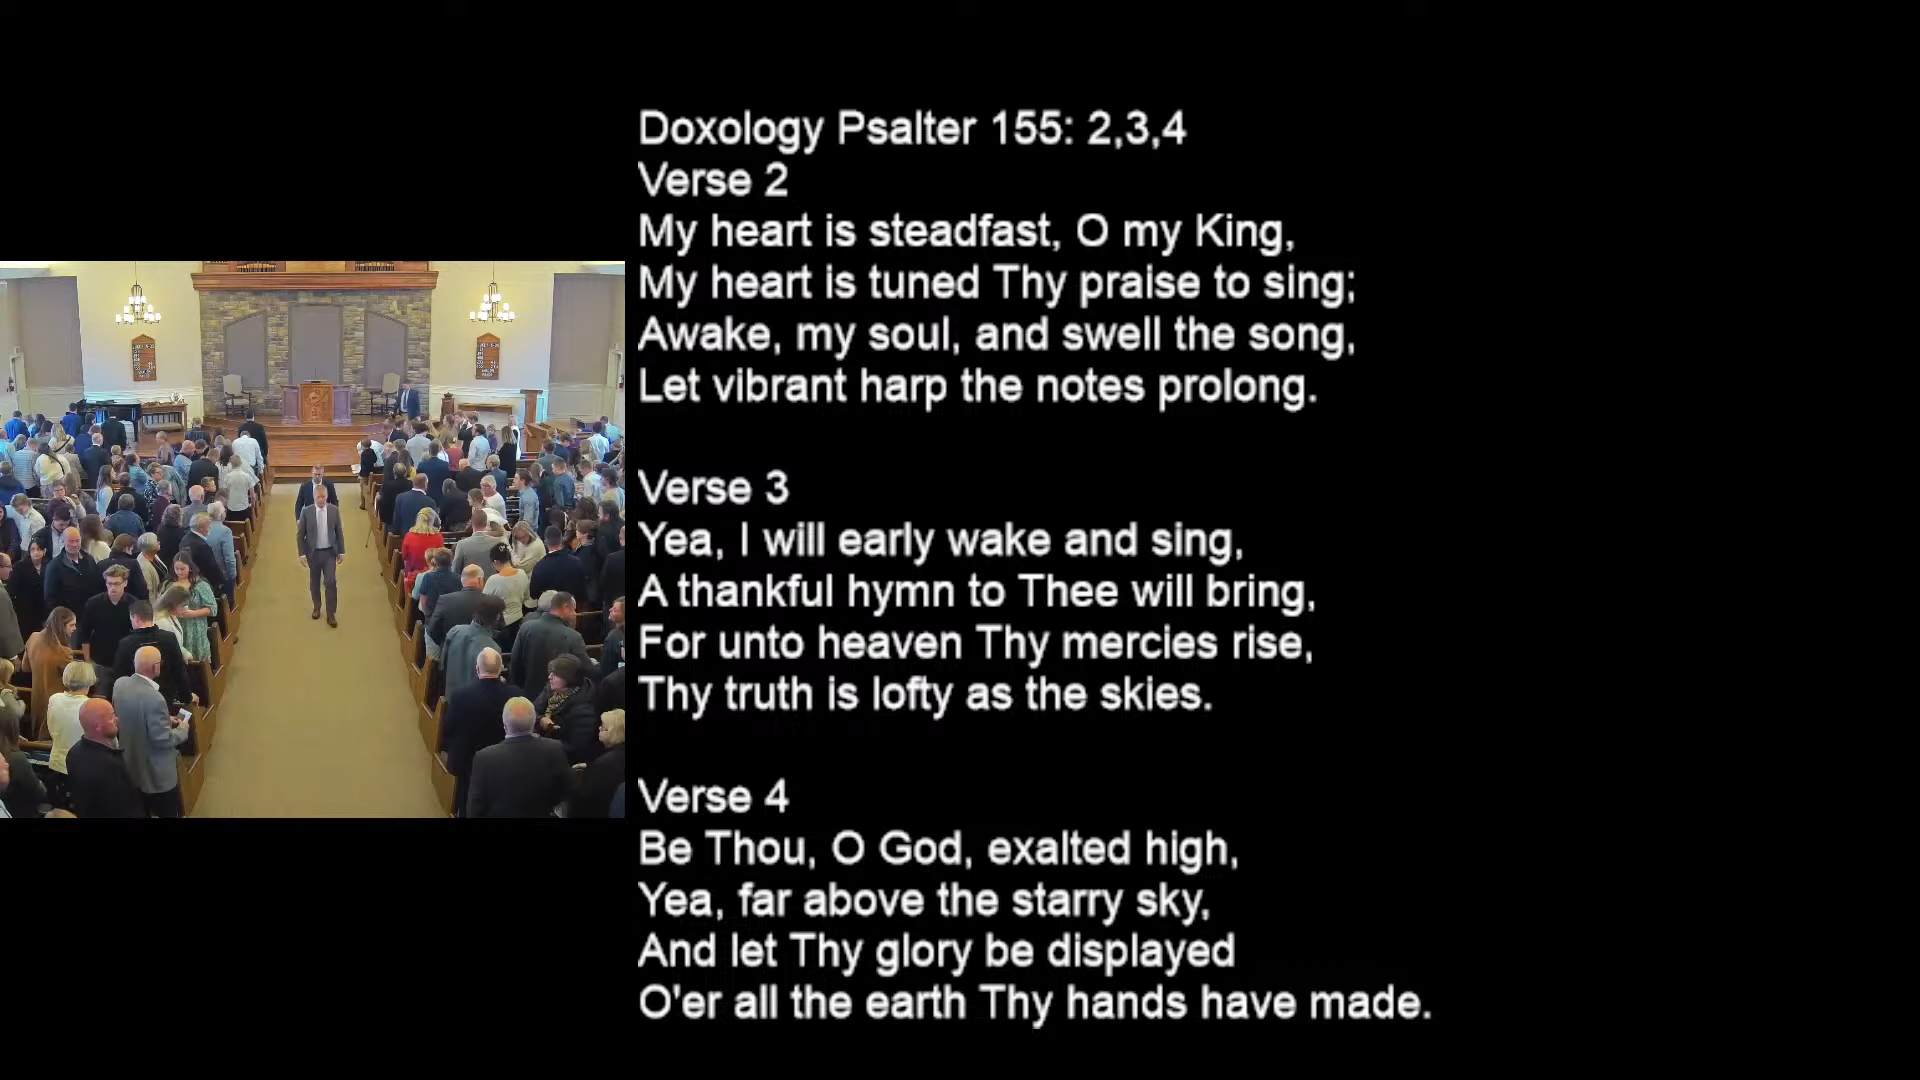 Doxology Psalter 155: 2,3,4
Verse 2
My heart is steadfast, O my King,
My heart is tuned Thy praise to sing;
Awake, my soul, and swell the song,
Let vibrant harp the notes prolong.
Verse 3
Yea, I will early wake and sing,
A thankful hymn to Thee will bring,
For unto heaven Thy mercies rise,
Thy truth is lofty as the skies.
Verse 4
Be Thou, O God, exalted high,
Yea, far above the starry sky,
And let Thy glory be displayed
O'er all the earth Thy hands have made.